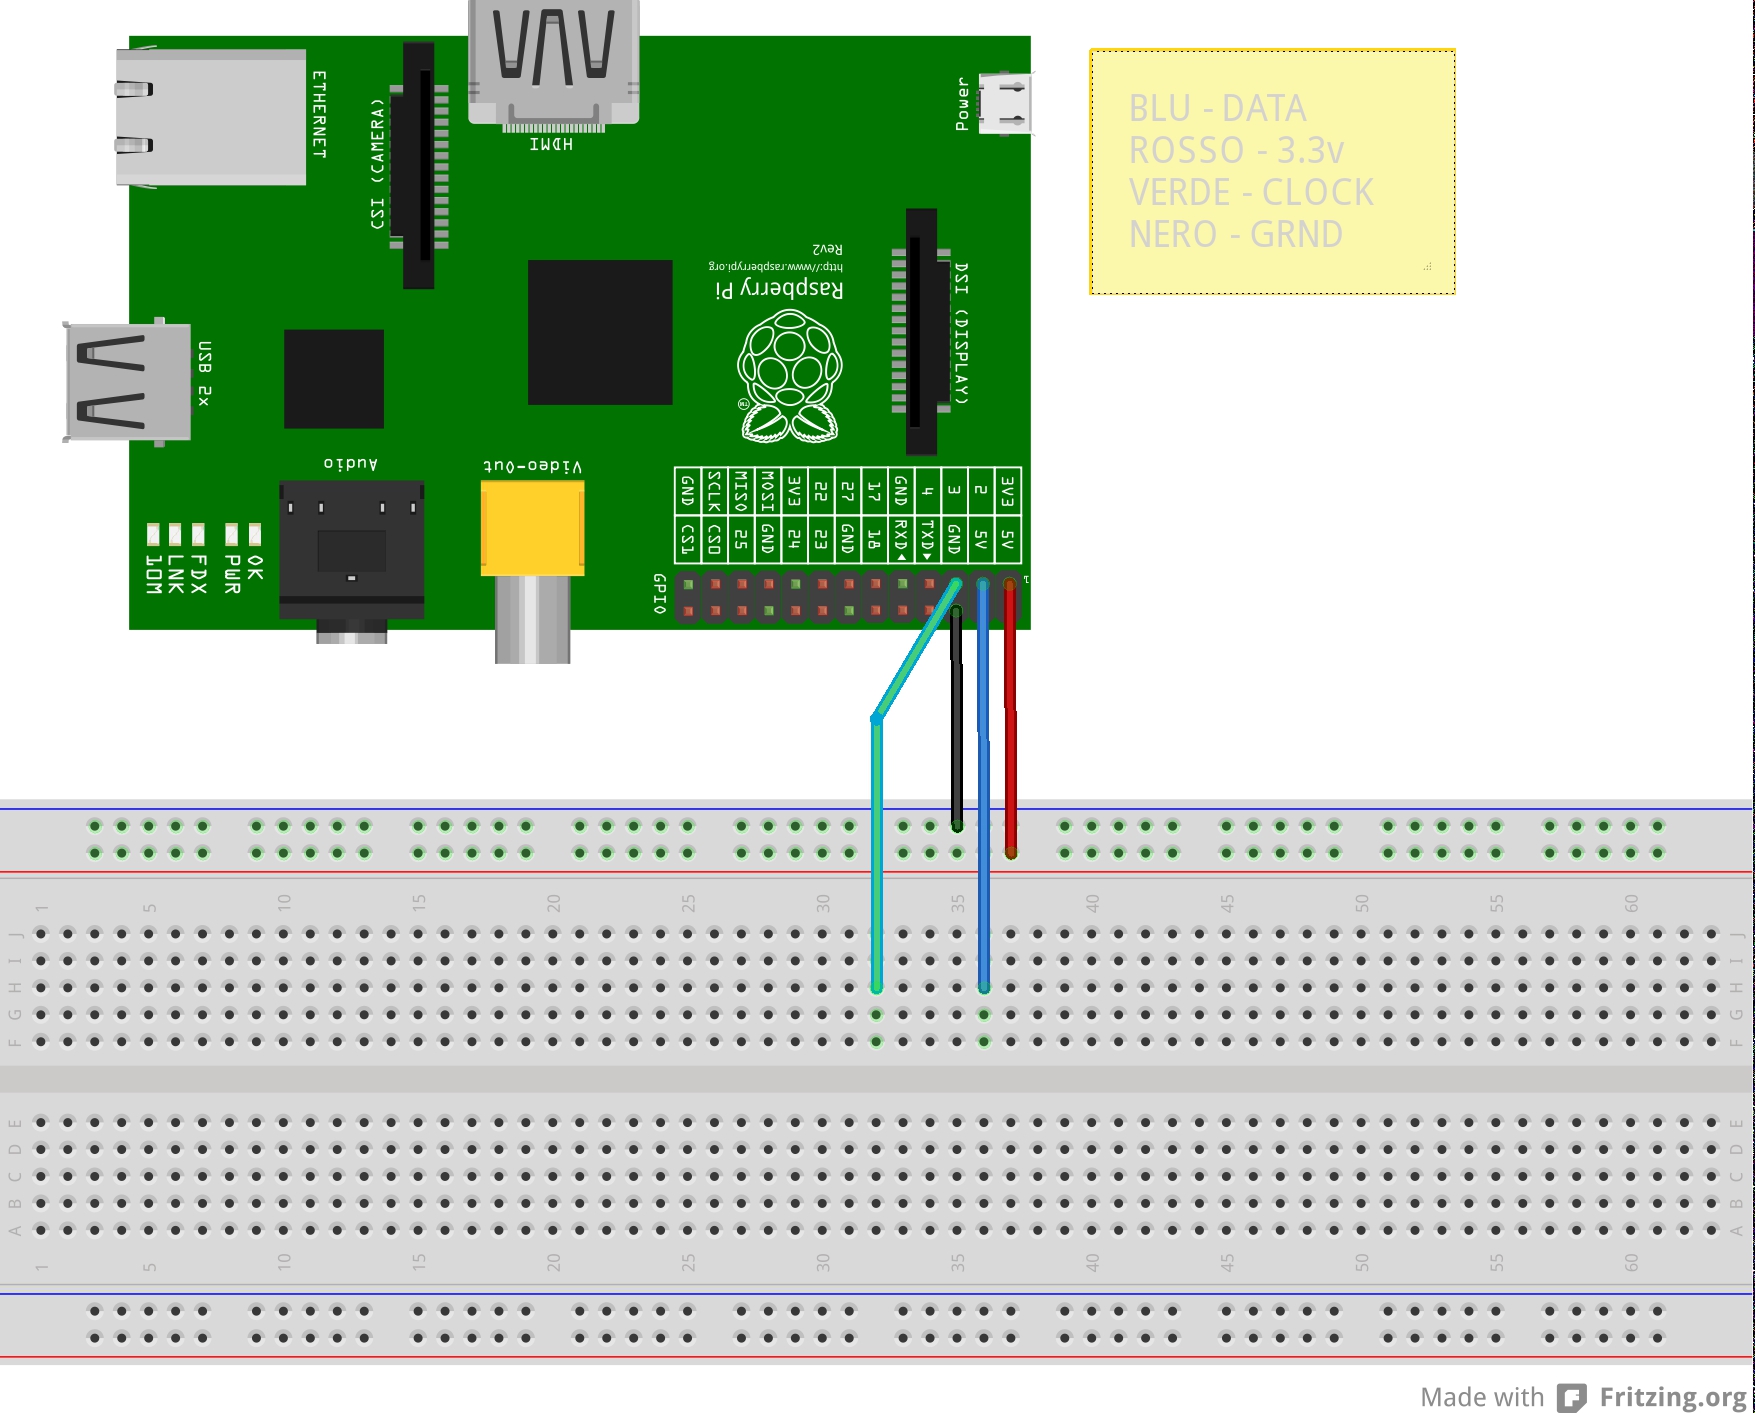 ETHERNET
CSI (CAMERA)
HDMI
Power
BLU - DATA
ROSSO - 3.3v
VERDE - CLOCK
NERO - GRND
Rev2
http://www.raspberrypi.org
Raspberry Pi
TM
DSI (DISPLAY)
USB 2x
Audio
Video-Out
GND SCLK MISO MOSI 3V3 22 27 17 GND 4 3 2 3V3
CS1 CS0 25 GND 24 23 GND 18 RXD TXD GND 5V 5V
10M LNK FDX PWR OK
GPIO
1
1 5 10 15 20 25 30 35 40 45 50 55 60
J J
I I
H H
G G
F F
E E
D D
C C
B B
A A
1 5 10 15 20 25 30 35 40 45 50 55 60
Made with Fritzing.org